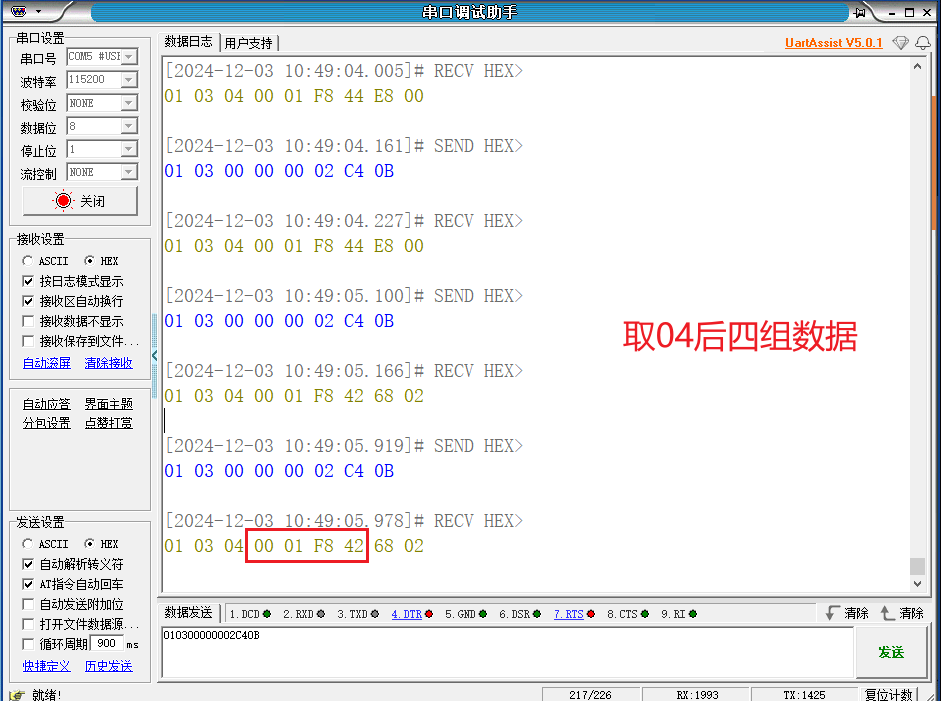 串口调试助手
串口设置
串口号 COM5 #USI
波特率 115200
校验位 NONE
数据位 8
停止位 1
流控制 NONE
关闭
接收设置
ASCII HEX
按日志模式显示
接收区自动换行
接收数据不显示
接收保存到文件...
自动滚屏 清除接收
自动应答 界面主题
分包设置 点赞打赏
发送设置
ASCII HEX
自动解析转义符
AT指令自动回车
自动发送附加位
打开文件数据源...
循环周期 900 ms
快捷定义 历史发送
数据日志 用户支持 UartAssist V5.0.1
[2024-12-03 10:49:04.005]# RECV HEX>
01 03 04 00 01 F8 44 E8 00
[2024-12-03 10:49:04.161]# SEND HEX>
01 03 00 00 00 02 C4 0B
[2024-12-03 10:49:04.227]# RECV HEX>
01 03 04 00 01 F8 44 E8 00
[2024-12-03 10:49:05.100]# SEND HEX>
01 03 00 00 00 02 C4 0B
取04后四组数据
[2024-12-03 10:49:05.166]# RECV HEX>
01 03 04 00 01 F8 42 68 02
[2024-12-03 10:49:05.919]# SEND HEX>
01 03 00 00 00 02 C4 0B
[2024-12-03 10:49:05.978]# RECV HEX>
01 03 04 00 01 F8 42 68 02
数据发送 1.DCD 2.RXD 3.TXD 4.DTR 5.GND 6.DSR 7.RTS 8.CTS 9.RI 清除 清除
010300000002C40B
发送
就绪! 217/226 RX:1993 TX:1425 复位计数